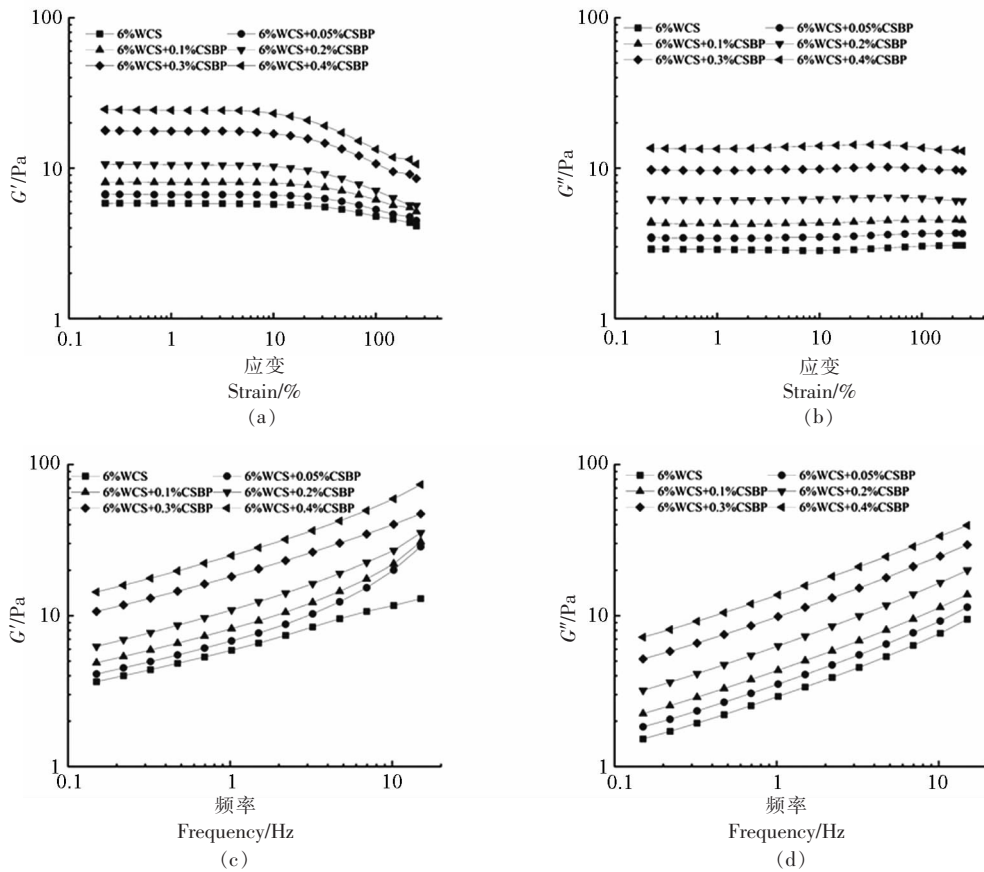 100
6%WCS 6%WCS+0.05%CSBP
6%WCS+0.1%CSBP 6%WCS+0.2%CSBP
6%WCS+0.3%CSBP 6%WCS+0.4%CSBP
G′/Pa
10
1
0.1 1 10 100
应变
Strain/%
(a)
100
6%WCS 6%WCS+0.05%CSBP
6%WCS+0.1%CSBP 6%WCS+0.2%CSBP
6%WCS+0.3%CSBP 6%WCS+0.4%CSBP
G″/Pa
10
1
0.1 1 10 100
应变
Strain/%
(b)
100
6%WCS 6%WCS+0.05%CSBP
6%WCS+0.1%CSBP 6%WCS+0.2%CSBP
6%WCS+0.3%CSBP 6%WCS+0.4%CSBP
G′/Pa
10
1
0.1 1 10
频率
Frequency/Hz
(c)
100
6%WCS 6%WCS+0.05%CSBP
6%WCS+0.1%CSBP 6%WCS+0.2%CSBP
6%WCS+0.3%CSBP 6%WCS+0.4%CSBP
G″/Pa
10
1
0.1 1 10
频率
Frequency/Hz
(d)